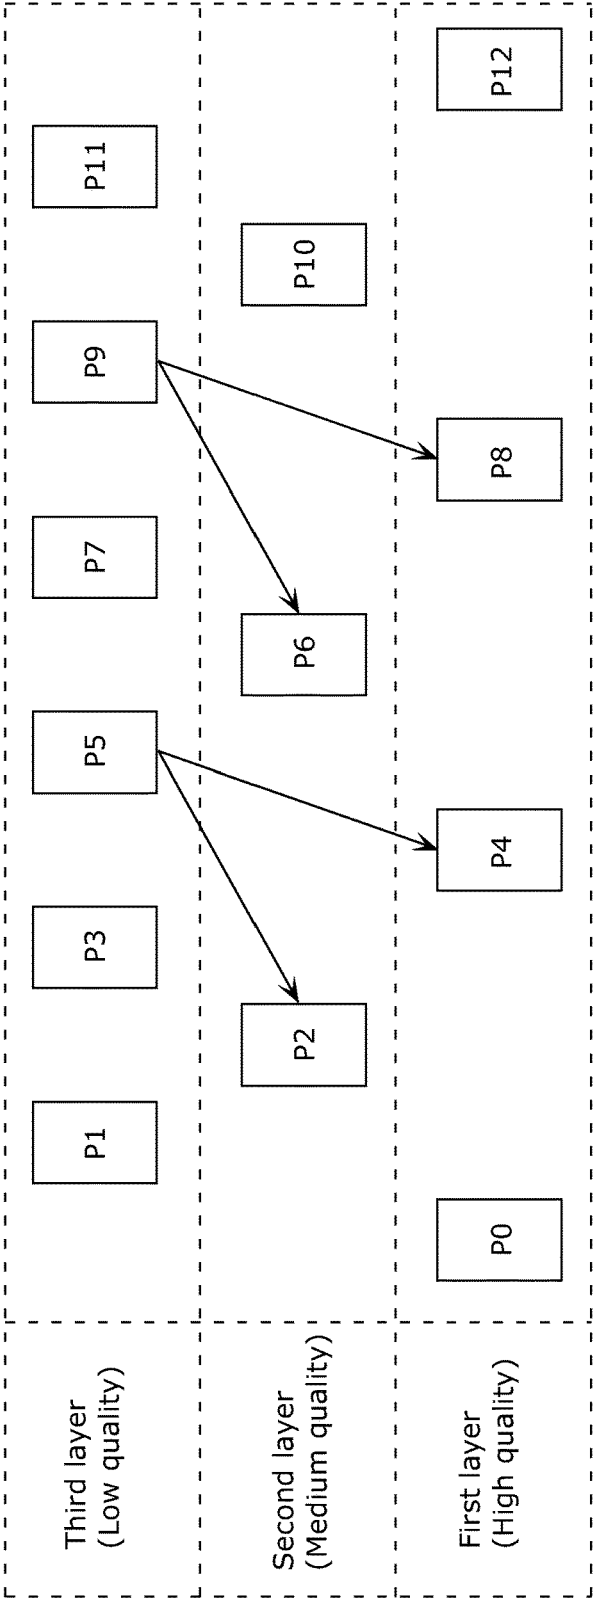 Third layer
(Low quality)
P1
P3
P5
P7
P9
P11
Second layer
(Medium quality)
P2
P6
P10
First layer
(High quality)
P0
P4
P8
P12